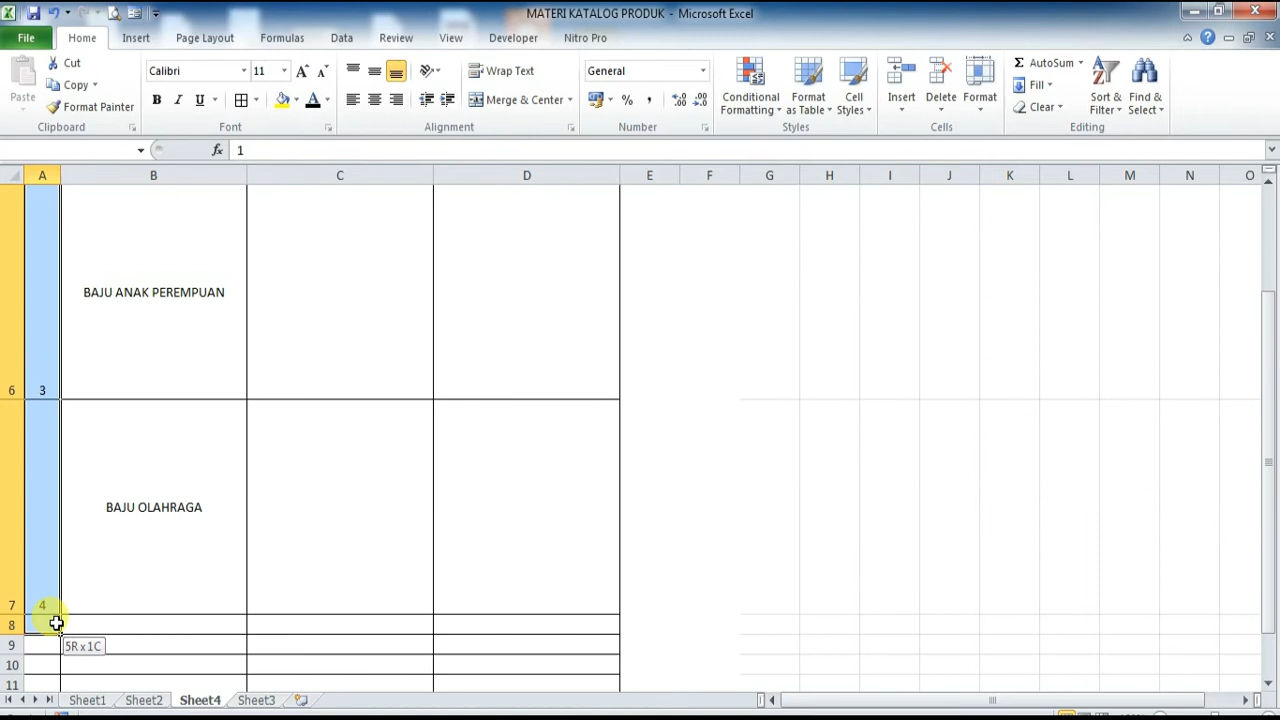 MATERI KATALOG PRODUK - Microsoft Excel
File Home Insert Page Layout Formulas Data Review View Developer Nitro Pro
Paste
Cut
Copy
Format Painter
Clipboard
Calibri 11
B I U A
Font
Wrap Text
Merge & Center
Alignment
General
% ,
Number
Conditional Formatting
Format as Table
Cell Styles
Styles
Insert Delete Format
Cells
AutoSum
Fill
Clear
Sort & Filter
Find & Select
Editing
fx 1
A B C D E F G H I J K L M N O
BAJU ANAK PEREMPUAN
6 3
BAJU OLAHRAGA
7 4
8
9 5R x 1C
10
11
Sheet1 Sheet2 Sheet4 Sheet3